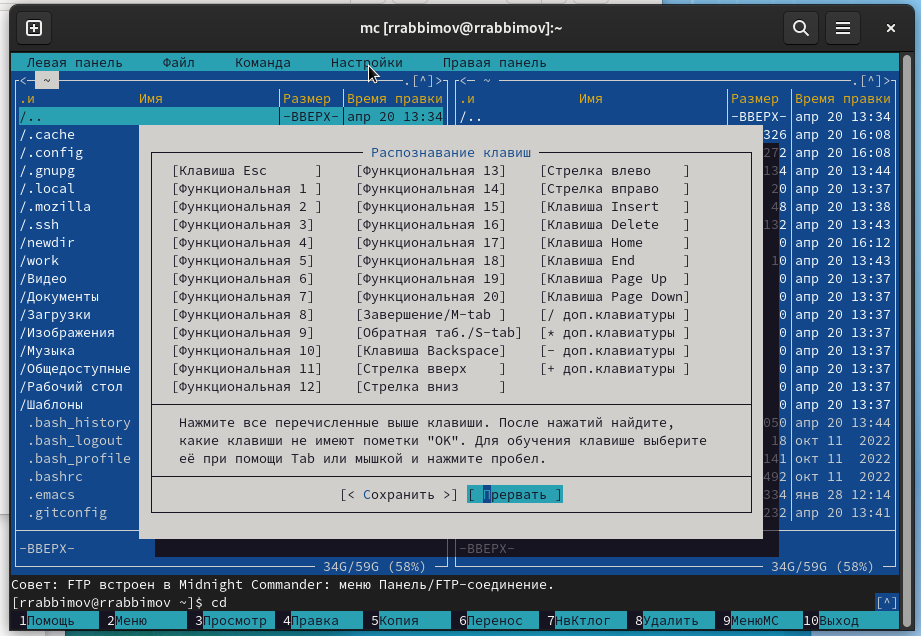 mc [rrabbimov@rrabbimov]:~
Левая панель Файл Команда Настройки Правая панель
<─ ~ .[^]> <─ ~ .[^]>
.и Имя Размер Время правки .и Имя Размер Время правки
/.. -ВВЕРХ- апр 20 13:34 /.. -ВВЕРХ- апр 20 13:34
/.cache 326 апр 20 16:08
Распознавание клавиш
/.config 272 апр 20 16:08
/.gnupg [Клавиша Esc ] [Функциональная 13] [Стрелка влево ] 134 апр 20 13:44
/.local [Функциональная 1 ] [Функциональная 14] [Стрелка вправо ] 20 апр 20 13:37
/.mozilla [Функциональная 2 ] [Функциональная 15] [Клавиша Insert ] 48 апр 20 13:38
/.ssh [Функциональная 3] [Функциональная 16] [Клавиша Delete ] 132 апр 20 13:43
/newdir [Функциональная 4] [Функциональная 17] [Клавиша Home ] 0 апр 20 16:12
/work [Функциональная 5] [Функциональная 18] [Клавиша End ] 10 апр 20 13:43
/Видео [Функциональная 6] [Функциональная 19] [Клавиша Page Up ] 0 апр 20 13:37
/Документы [Функциональная 7] [Функциональная 20] [Клавиша Page Down] 0 апр 20 13:37
/Загрузки [Функциональная 8] [Завершение/M-tab ] [/ доп.клавиатуры ] 0 апр 20 13:37
/Изображения [Функциональная 9] [Обратная таб./S-tab] [* доп.клавиатуры ] 0 апр 20 13:37
/Музыка [Функциональная 10] [Клавиша Backspace] [- доп.клавиатуры ] 0 апр 20 13:37
/Общедоступные [Функциональная 11] [Стрелка вверх ] [+ доп.клавиатуры ] 0 апр 20 13:37
/Рабочий стол [Функциональная 12] [Стрелка вниз ] 0 апр 20 13:37
/Шаблоны 0 апр 20 13:37
.bash_history Нажмите все перечисленные выше клавиши. После нажатий найдите, 050 апр 20 13:44
.bash_logout какие клавиши не имеют пометки "OK". Для обучения клавише выберите 18 окт 11 2022
.bash_profile её при помощи Tab или мышкой и нажмите пробел. 141 окт 11 2022
.bashrc 492 окт 11 2022
.emacs [< Сохранить >] [ Прервать ] 334 янв 28 12:14
.gitconfig 232 апр 20 13:41
-ВВЕРХ- -ВВЕРХ-
34G/59G (58%) 34G/59G (58%)
Совет: FTP встроен в Midnight Commander: меню Панель/FTP-соединение.
[rrabbimov@rrabbimov ~]$ cd [^]
1Помощь 2Меню 3Просмотр 4Правка 5Копия 6Перенос 7НвКтлог 8Удалить 9МенюМС 10Выход